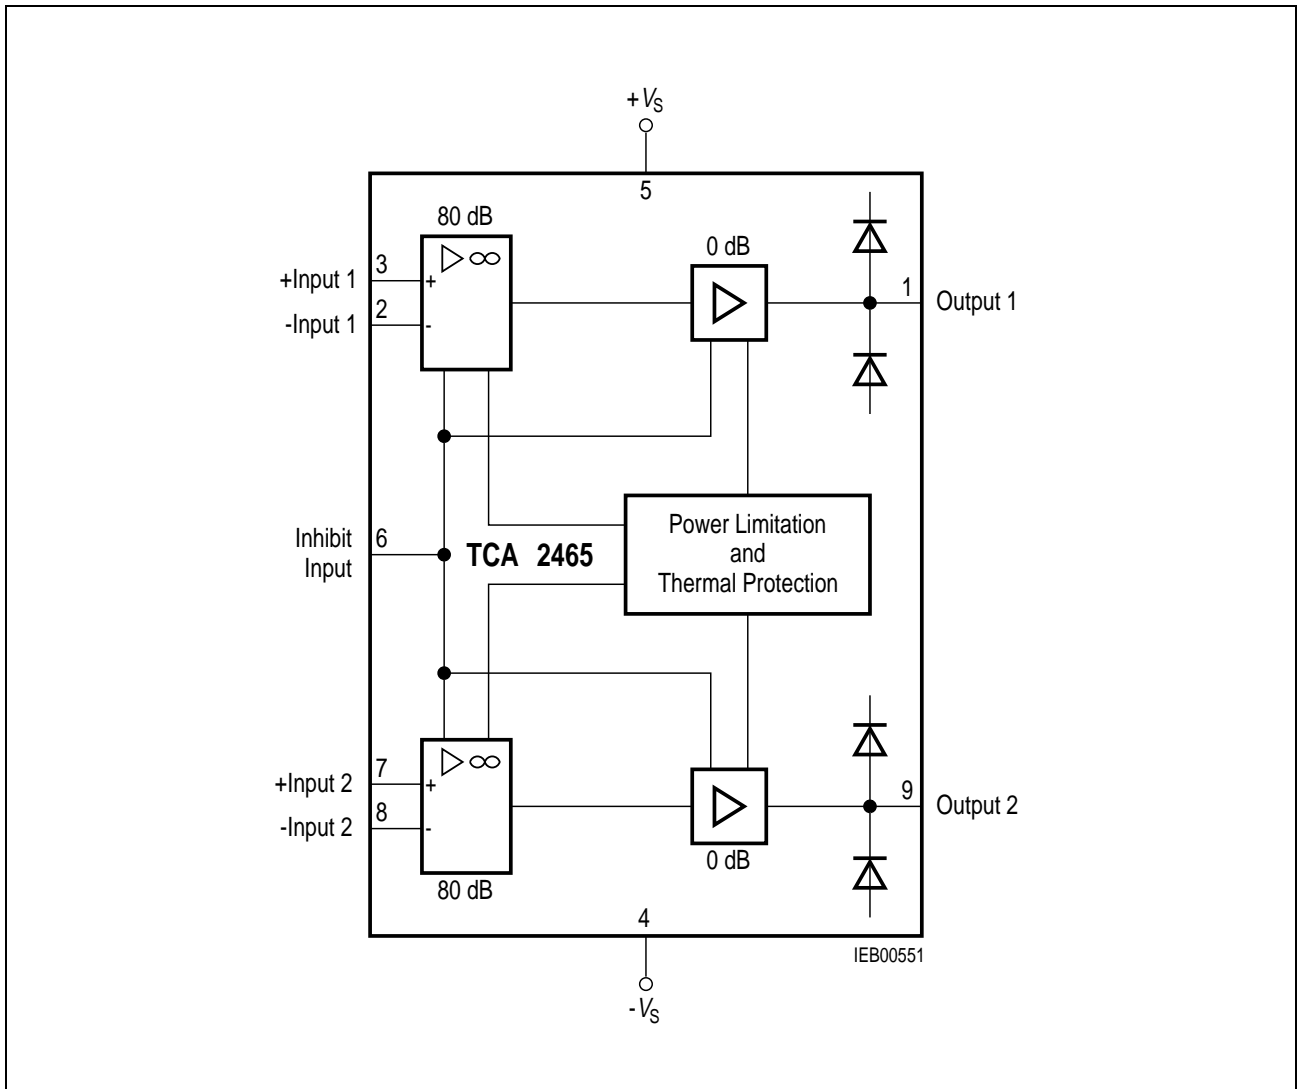 +VS
5
80 dB
0 dB
+Input 1
3
+
1
Output 1
-Input 1
2
-
Power Limitation
and
Thermal Protection
Inhibit
Input
6
TCA 2465
+Input 2
7
+
-Input 2
8
-
9
Output 2
80 dB
0 dB
4
IEB00551
-VS